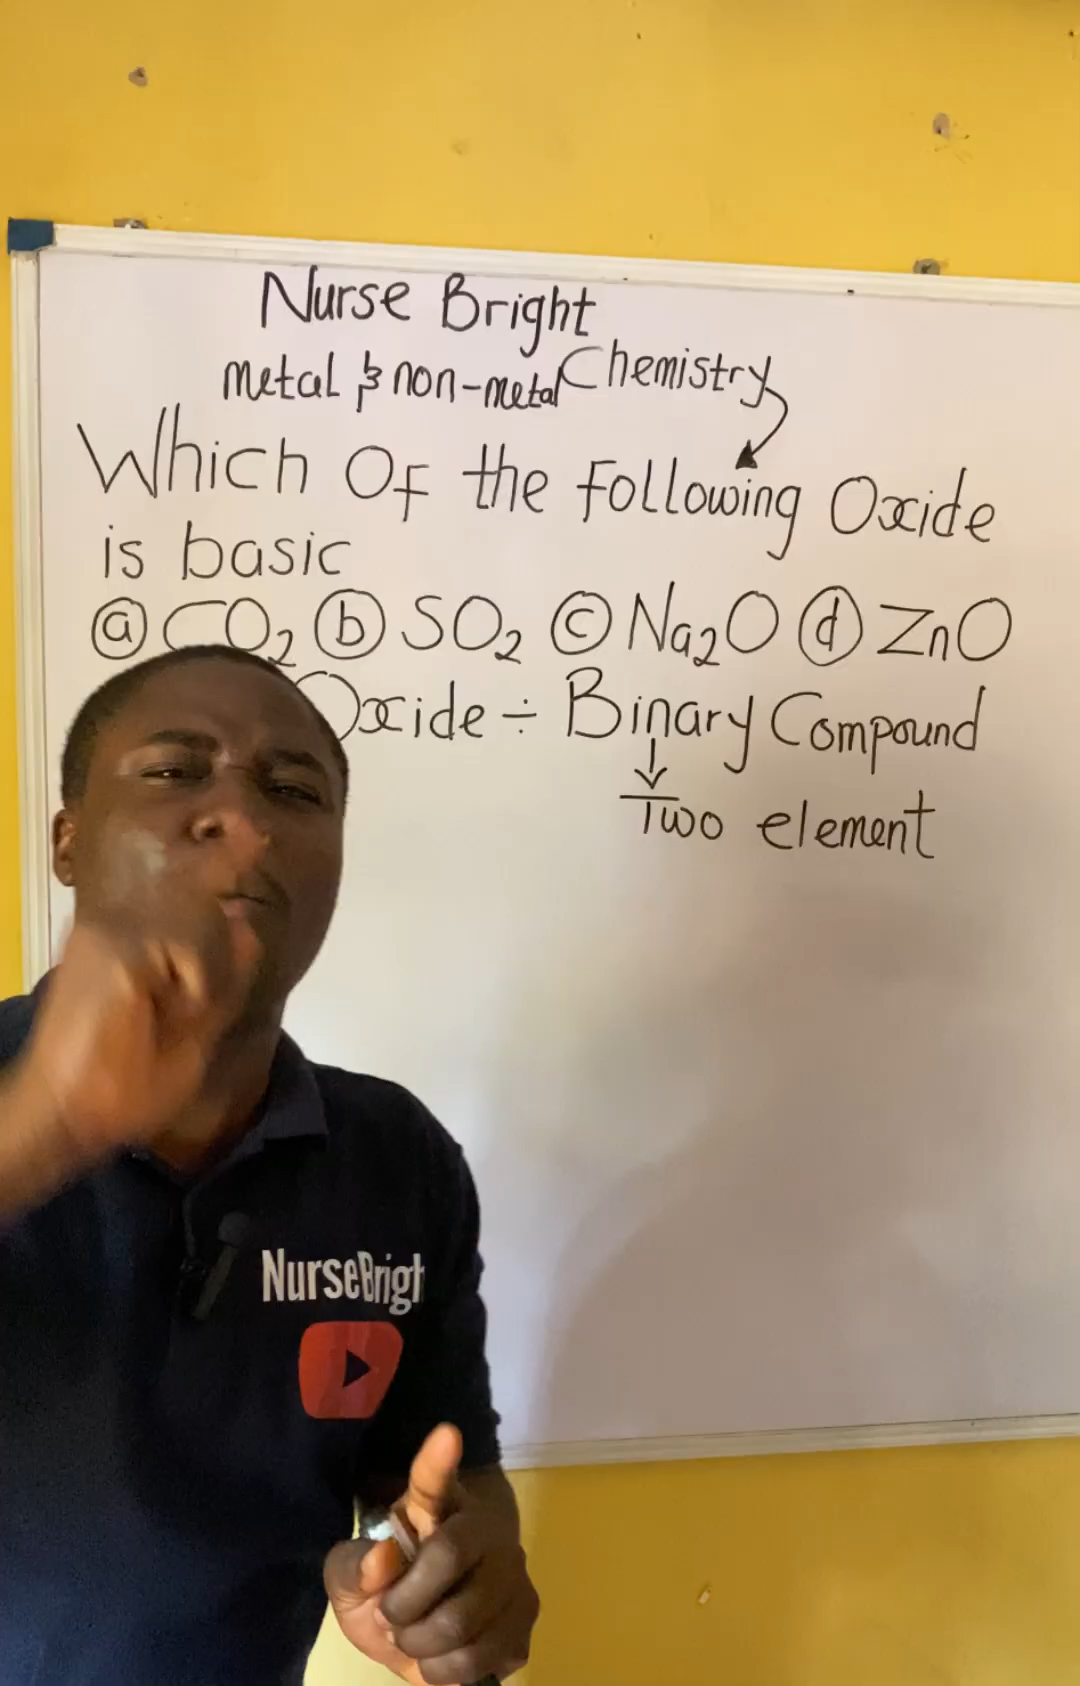 Nurse Bright
metal & non-metal Chemistry
Which Of the Following Oxide
is basic
ⓐ CO₂ ⓑ SO₂ ⓒ Na₂O ⓓ ZnO
Oxide ÷ Binary Compound
↓
Two element
NurseBrigh